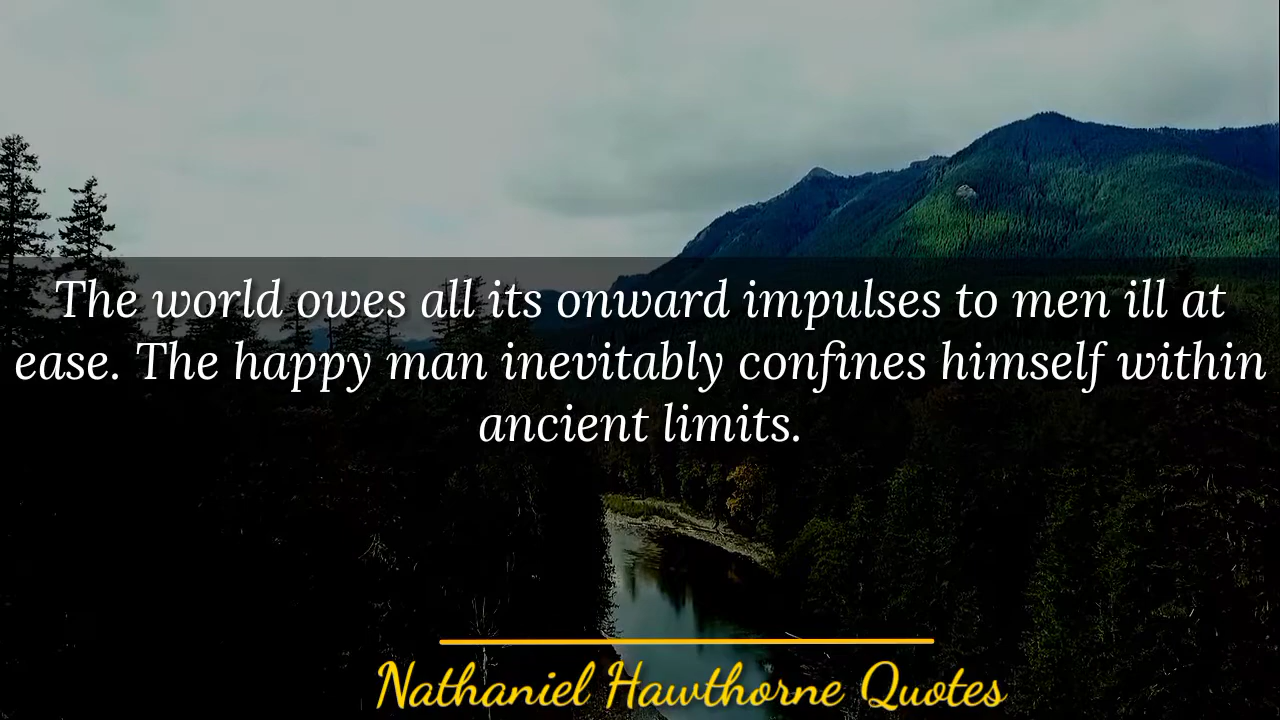 The world owes all its onward impulses to men ill at
ease. The happy man inevitably confines himself within
ancient limits.
Nathaniel Hawthorne Quotes